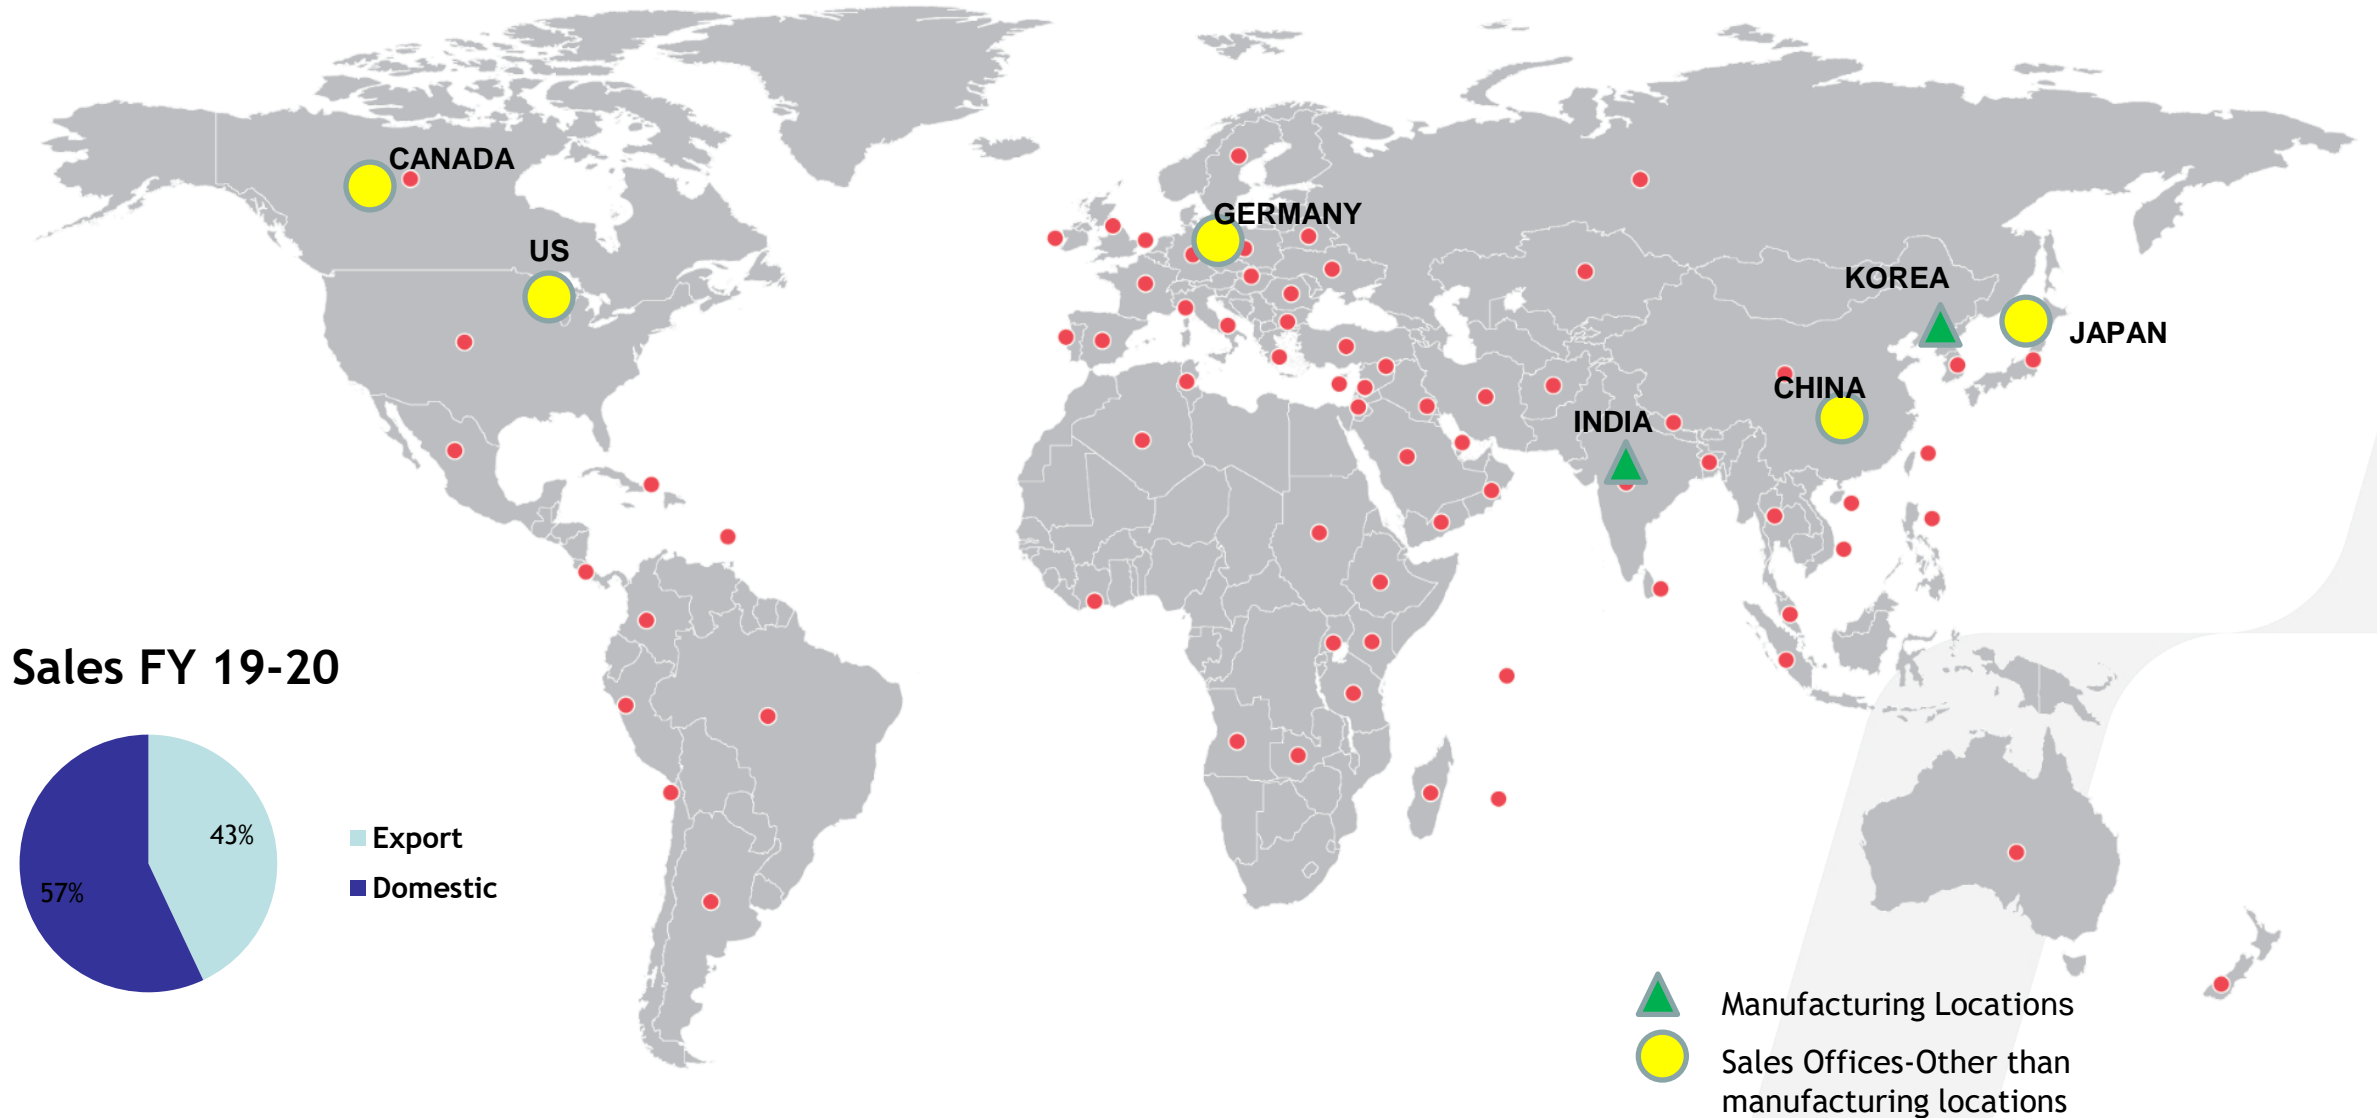 CANADA
US
GERMANY
KOREA
JAPAN
CHINA
INDIA
Sales FY 19-20
43%
57%
Export
Domestic
Manufacturing Locations
Sales Offices-Other than
manufacturing locations